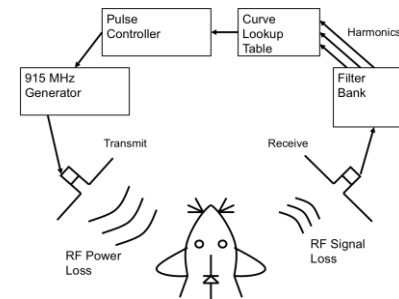 Pulse
Controller
Curve
Lookup
Table
Harmonics
915 MHz
Generator
Filter
Bank
Transmit
Receive
RF Power
Loss
RF Signal
Loss